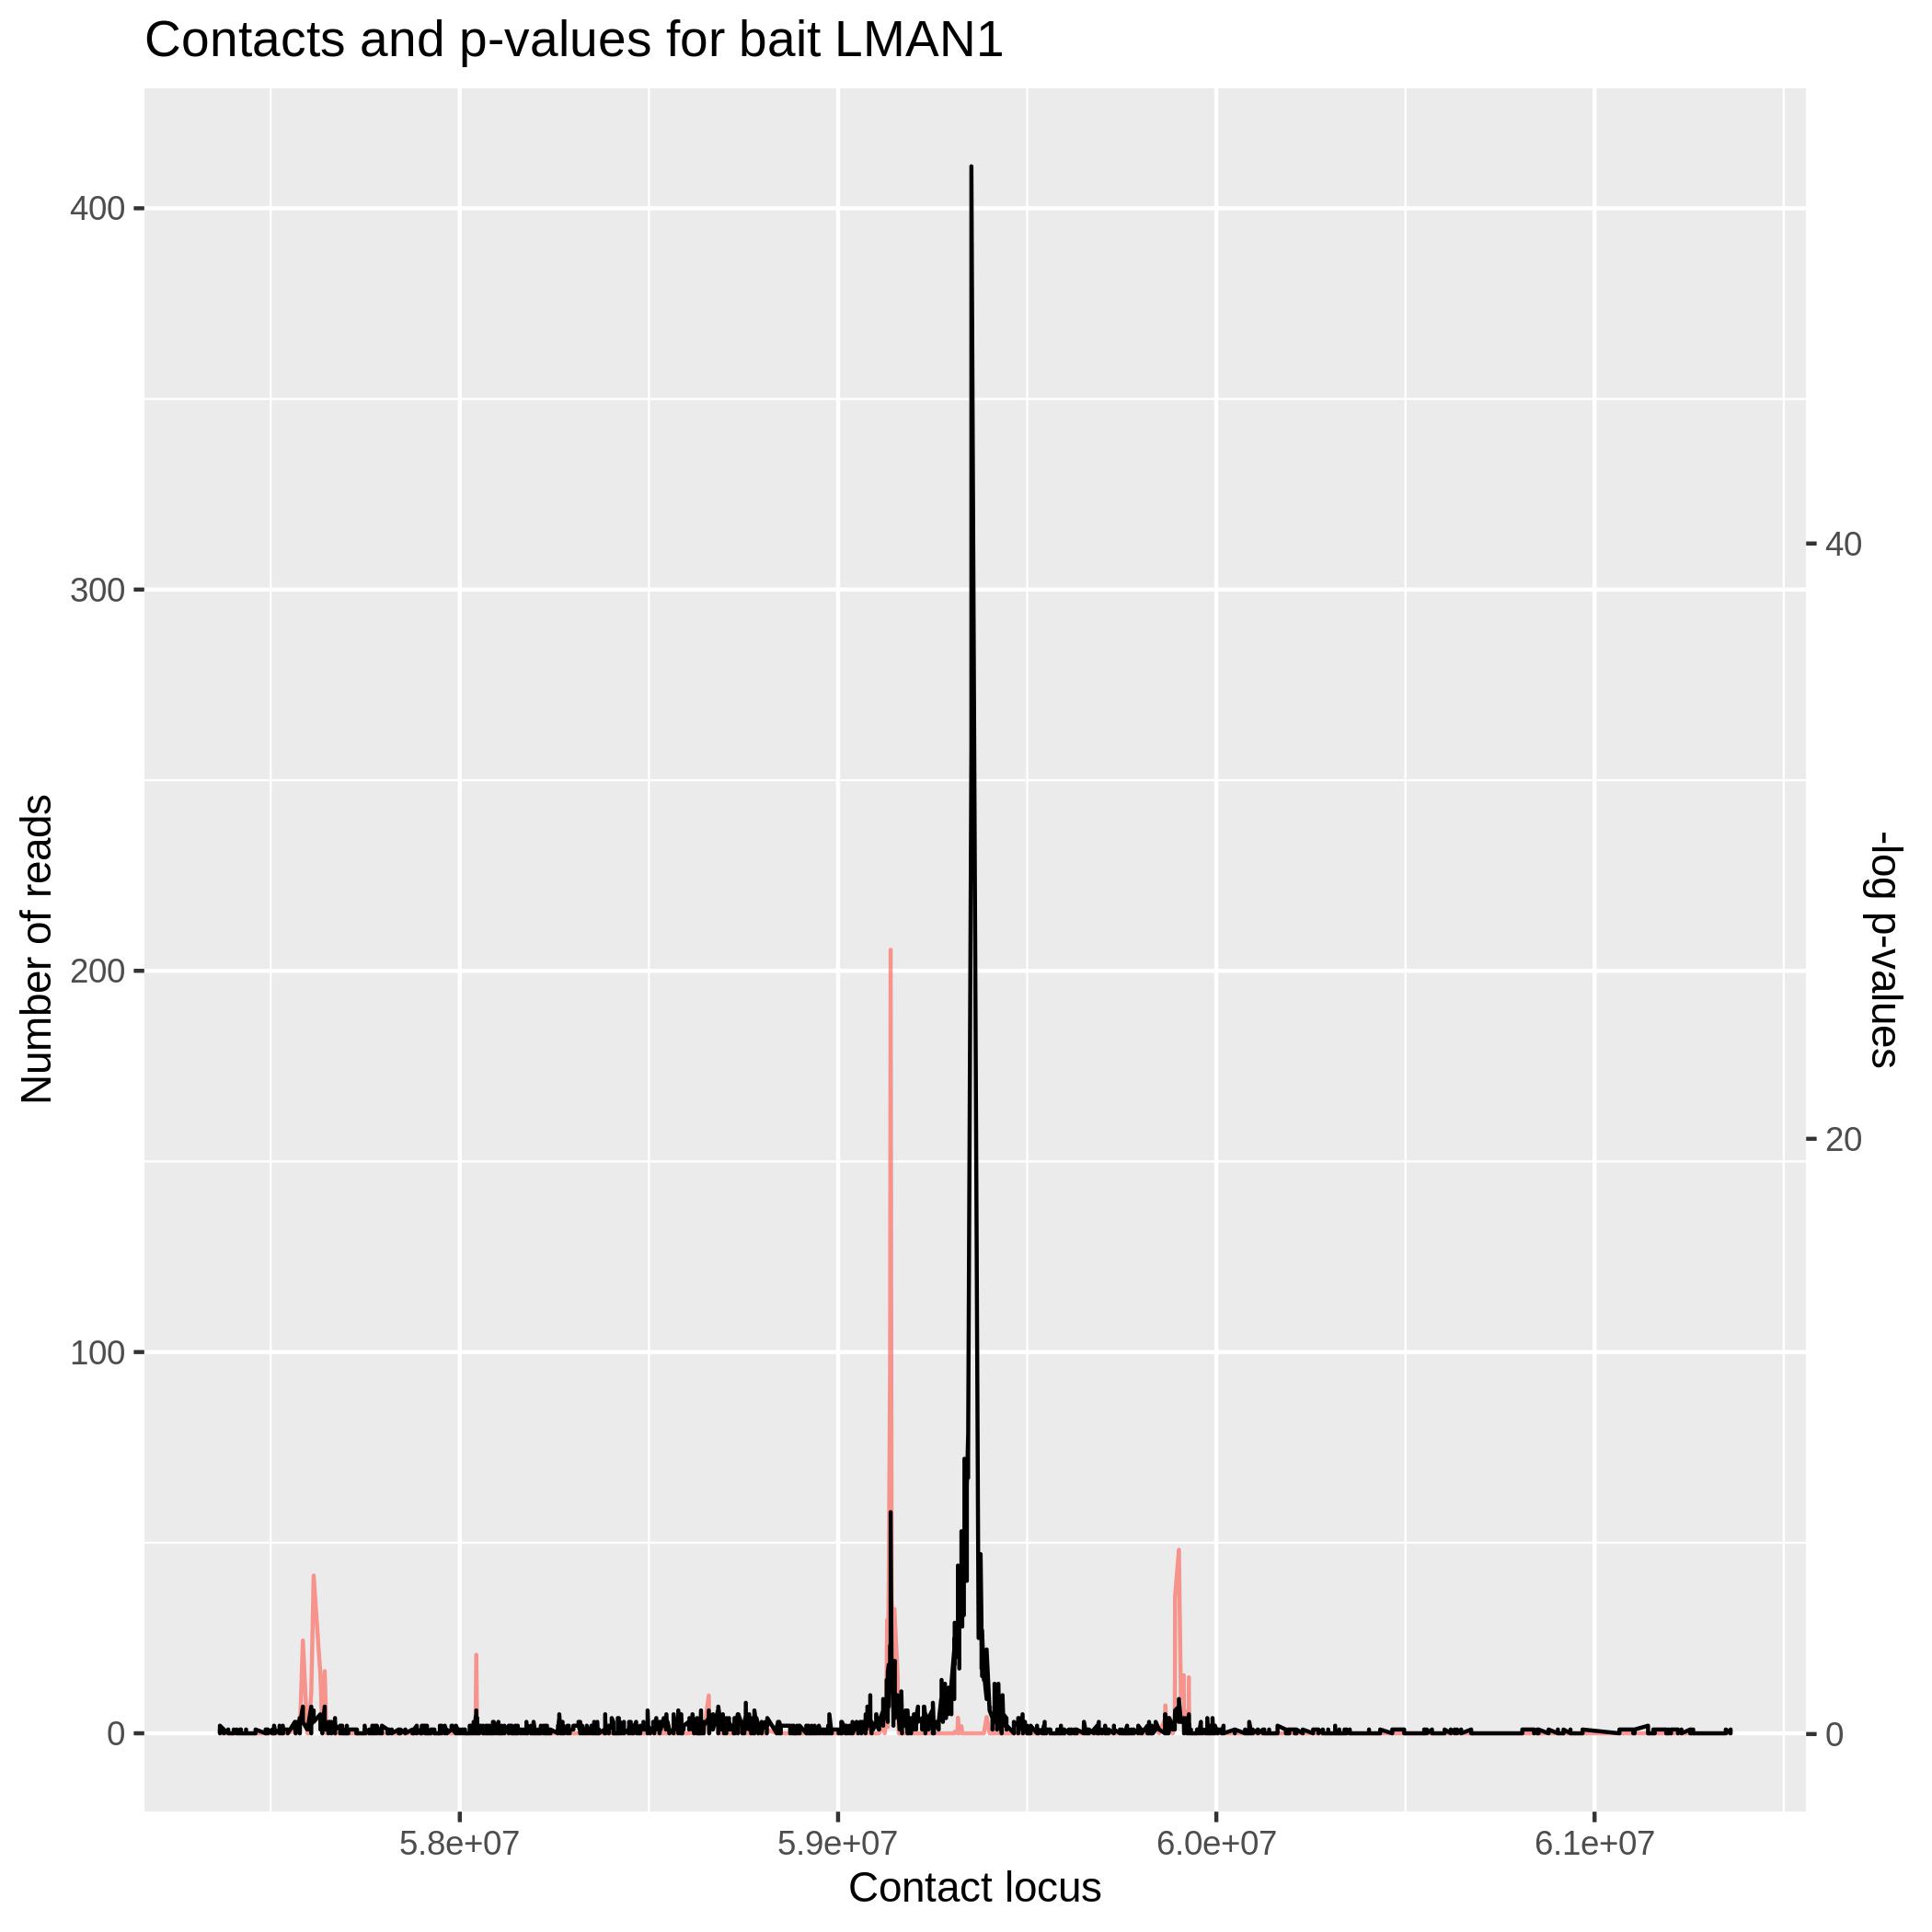 Contacts and p-values for bait LMAN1
400
300
200
100
0
Number of reads
40
20
0
-log p-values
5.8e+07
5.9e+07
6.0e+07
6.1e+07
Contact locus